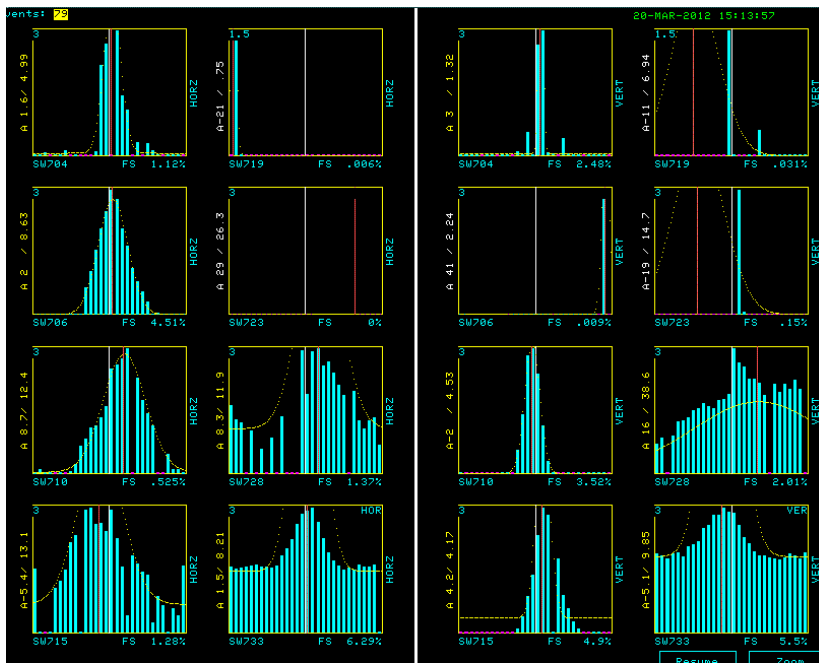 vents: 79
20-MAR-2012 15:13:57
3
A 1.6/ 4.99
HORZ
SW704 FS 1.12%
1.5
A-21 / .75
HORZ
SW719 FS .006%
3
A 3 / 1.32
VERT
SW704 FS 2.48%
1.5
A-11 / 6.94
VERT
SW719 FS .031%
3
A 2 / 8.63
HORZ
SW706 FS 4.51%
3
A 29 / 26.3
HORZ
SW723 FS 0%
3
A 41 / 2.24
VERT
SW706 FS .009%
3
A-19 / 14.7
VERT
SW723 FS .15%
3
A 8.7/ 12.4
HORZ
SW710 FS .525%
3
A 8.3/ 11.9
HORZ
SW728 FS 1.37%
3
A-2 / 4.53
VERT
SW710 FS 3.52%
3
A 16 / 38.6
VERT
SW728 FS 2.01%
3
A-5.4/ 13.1
HORZ
SW715 FS 1.28%
3
A 1.5/ 8.21
HOR
SW733 FS 6.29%
3
A 4.2/ 4.17
VERT
SW715 FS 4.9%
3
A-5.1/ 9.85
VER
SW733 FS 5.5%
Resume Zoom